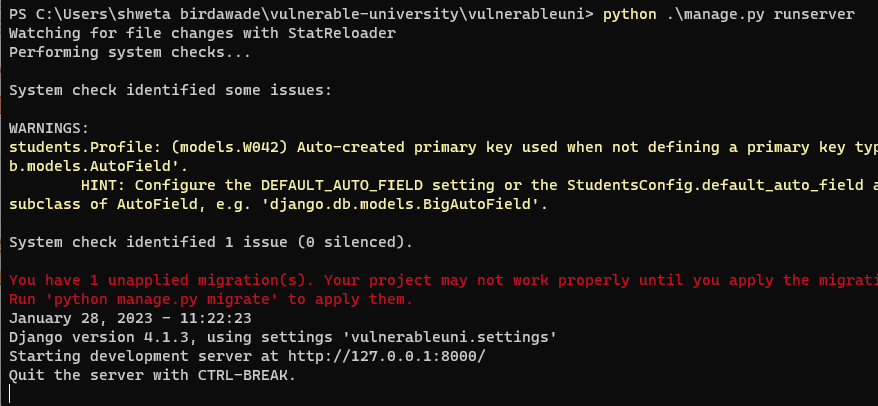 PS C:\Users\shweta birdawade\vulnerable-university\vulnerableuni> python .\manage.py runserver
Watching for file changes with StatReloader
Performing system checks...
System check identified some issues:
WARNINGS:
students.Profile: (models.W042) Auto-created primary key used when not defining a primary key typ
b.models.AutoField'.
HINT: Configure the DEFAULT_AUTO_FIELD setting or the StudentsConfig.default_auto_field a
subclass of AutoField, e.g. 'django.db.models.BigAutoField'.
System check identified 1 issue (0 silenced).
You have 1 unapplied migration(s). Your project may not work properly until you apply the migrati
Run 'python manage.py migrate' to apply them.
January 28, 2023 - 11:22:23
Django version 4.1.3, using settings 'vulnerableuni.settings'
Starting development server at http://127.0.0.1:8000/
Quit the server with CTRL-BREAK.